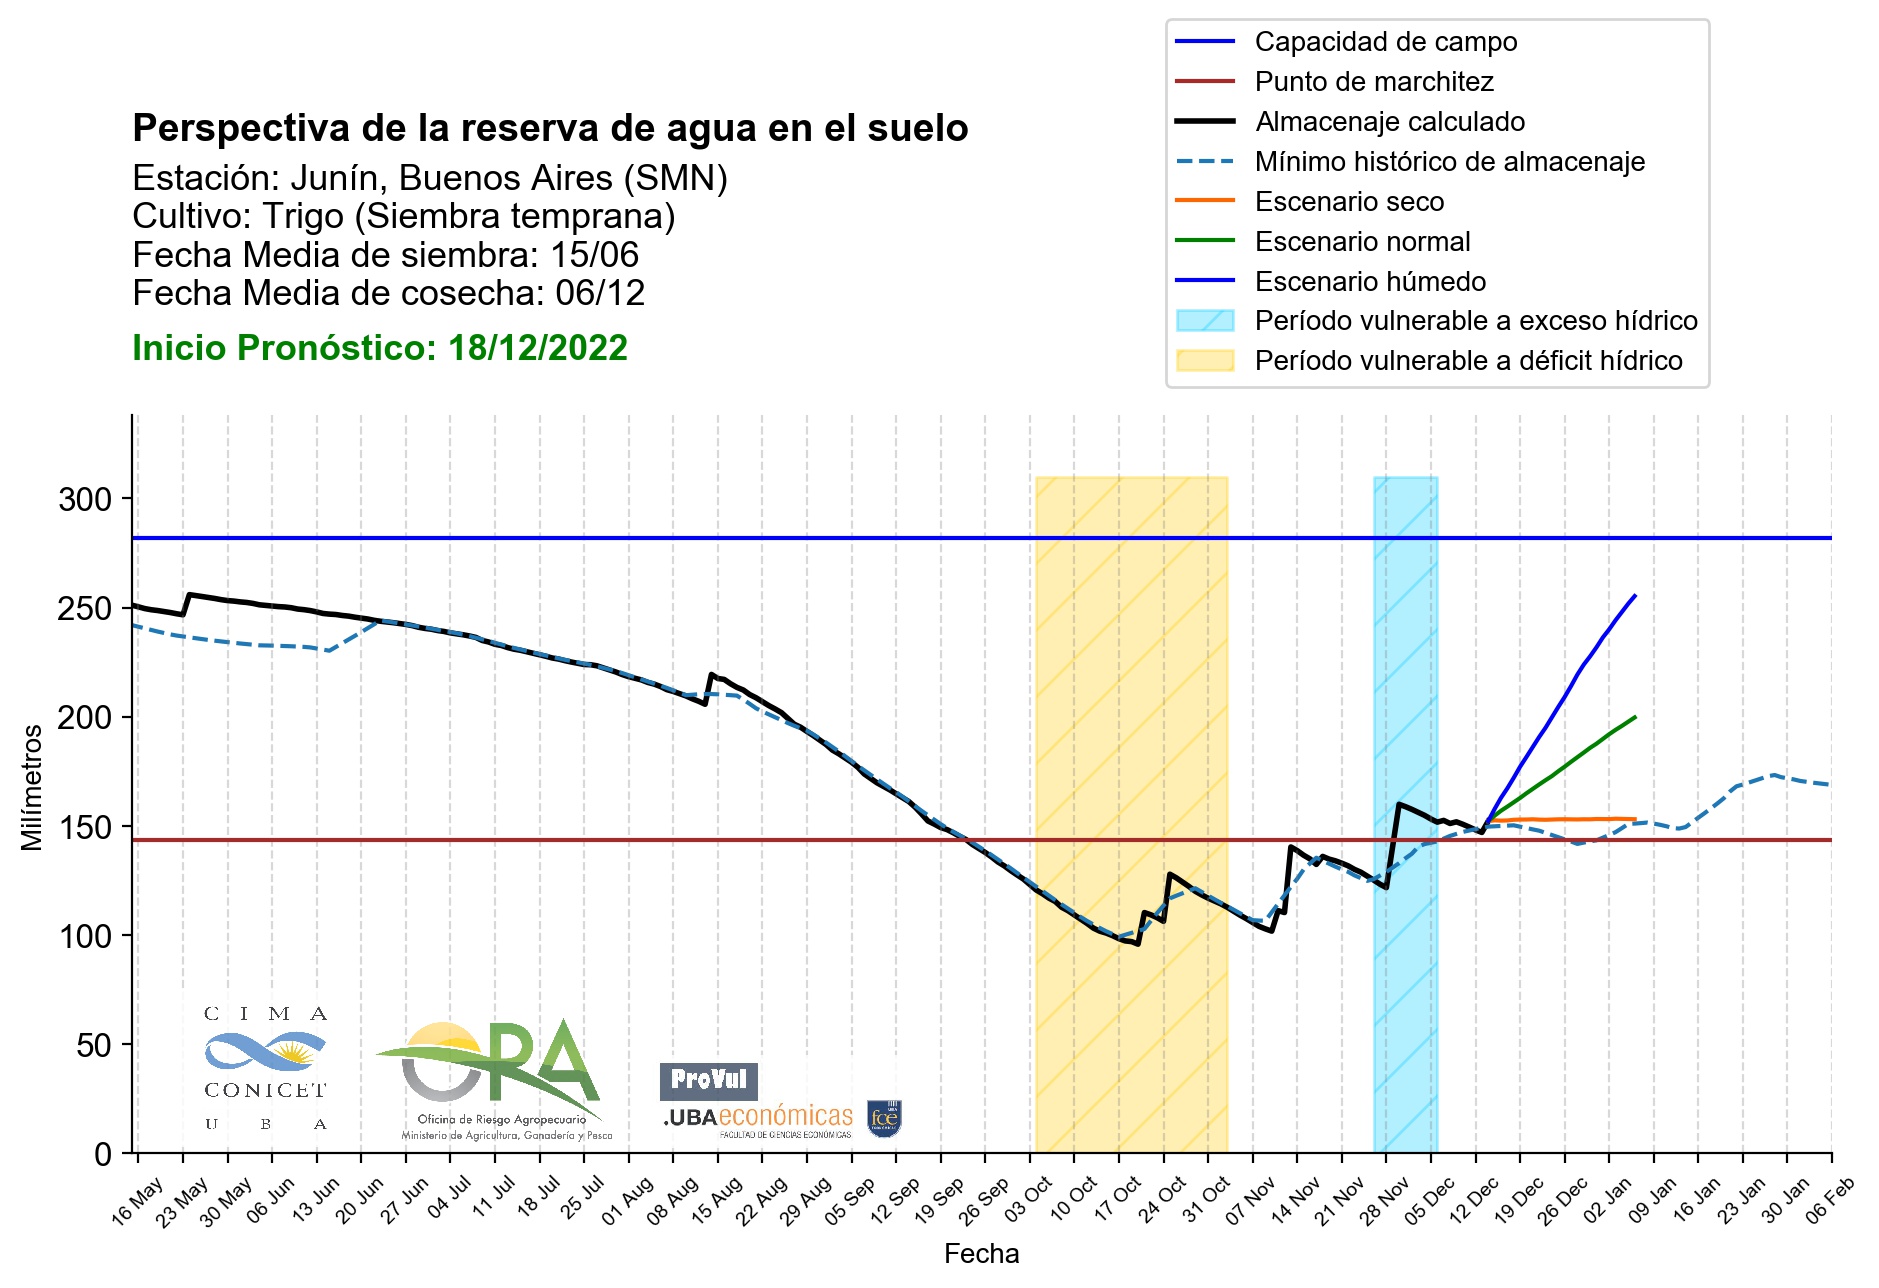 Capacidad de campo
Punto de marchitez
Almacenaje calculado
Mínimo histórico de almacenaje
Escenario seco
Escenario normal
Escenario húmedo
Período vulnerable a exceso hídrico
Período vulnerable a déficit hídrico
Perspectiva de la reserva de agua en el suelo
Estación: Junín, Buenos Aires (SMN)
Cultivo: Trigo (Siembra temprana)
Fecha Media de siembra: 15/06
Fecha Media de cosecha: 06/12
Inicio Pronóstico: 18/12/2022
300
250
200
150
100
50
0
Milímetros
C I M A
CONICET
U B A
ORA
Oficina de Riesgo Agropecuario
Ministerio de Agricultura, Ganadería y Pesca
ProVul
.UBAeconómicas
FACULTAD DE CIENCIAS ECONÓMICAS
UBA
fce
ECONÓMICAS
16 May
23 May
30 May
06 Jun
13 Jun
20 Jun
27 Jun
04 Jul
11 Jul
18 Jul
25 Jul
01 Aug
08 Aug
15 Aug
22 Aug
29 Aug
05 Sep
12 Sep
19 Sep
26 Sep
03 Oct
10 Oct
17 Oct
24 Oct
31 Oct
07 Nov
14 Nov
21 Nov
28 Nov
05 Dec
12 Dec
19 Dec
26 Dec
02 Jan
09 Jan
16 Jan
23 Jan
30 Jan
06 Feb
Fecha